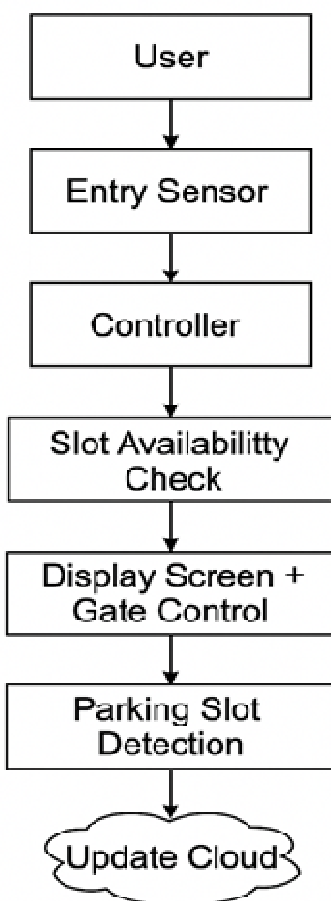 User
Entry Sensor
Controller
Slot Availabilitty
Check
Display Screen +
Gate Control
Parking Slot
Detection
Update Cloud